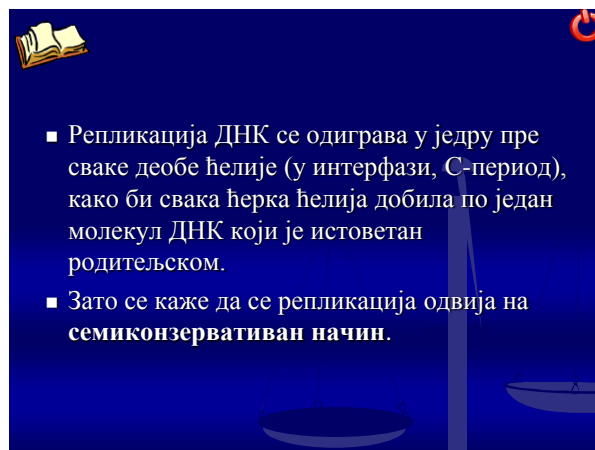 Репликација ДНК се одиграва у једру пре
сваке деобе ћелије (у интерфази, С-период),
како би свака ћерка ћелија добила по један
молекул ДНК који је истоветан
родитељском.
Зато се каже да се репликација одвија на
семиконзервативан начин.